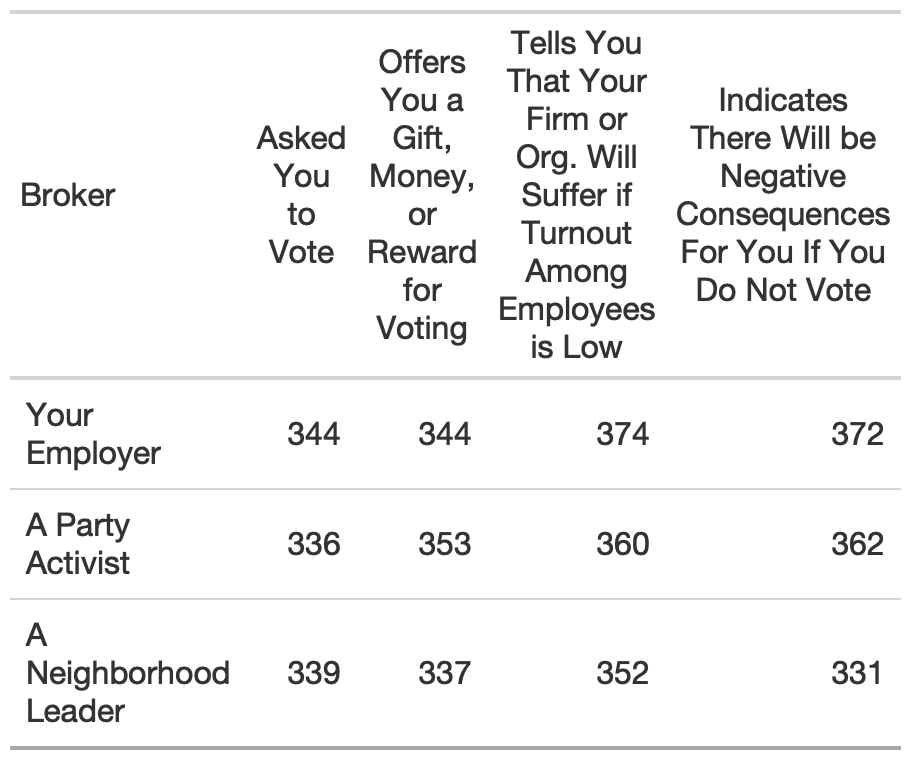 Broker
Asked
You
to
Vote
Offers
You a
Gift,
Money,
or
Reward
for
Voting
Tells You
That Your
Firm or
Org. Will
Suffer if
Turnout
Among
Employees
is Low
Indicates
There Will be
Negative
Consequences
For You If You
Do Not Vote
Your
Employer
344
344
374
372
A Party
Activist
336
353
360
362
A
Neighborhood
Leader
339
337
352
331